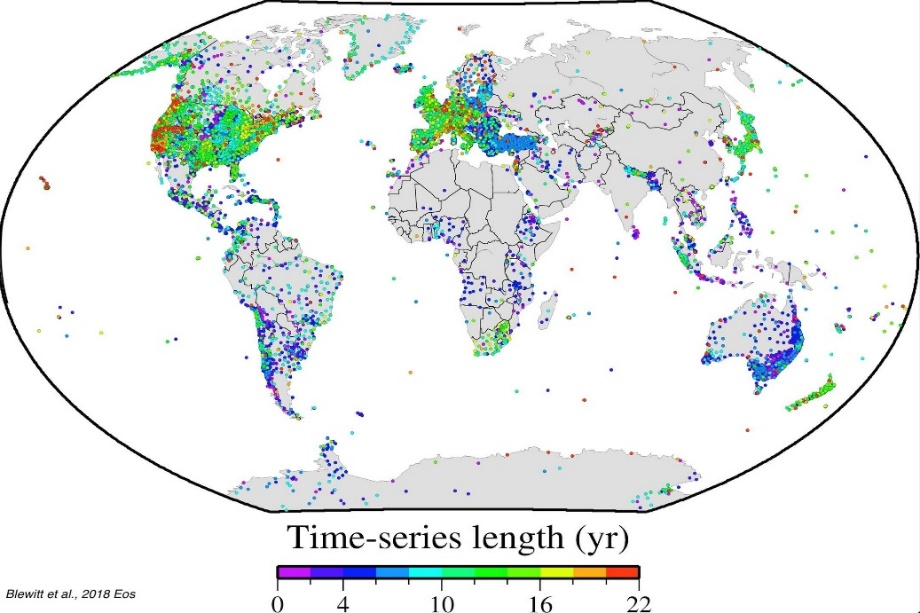 Time-series length (yr)
0 4 10 16 22
Blewitt et al., 2018 Eos